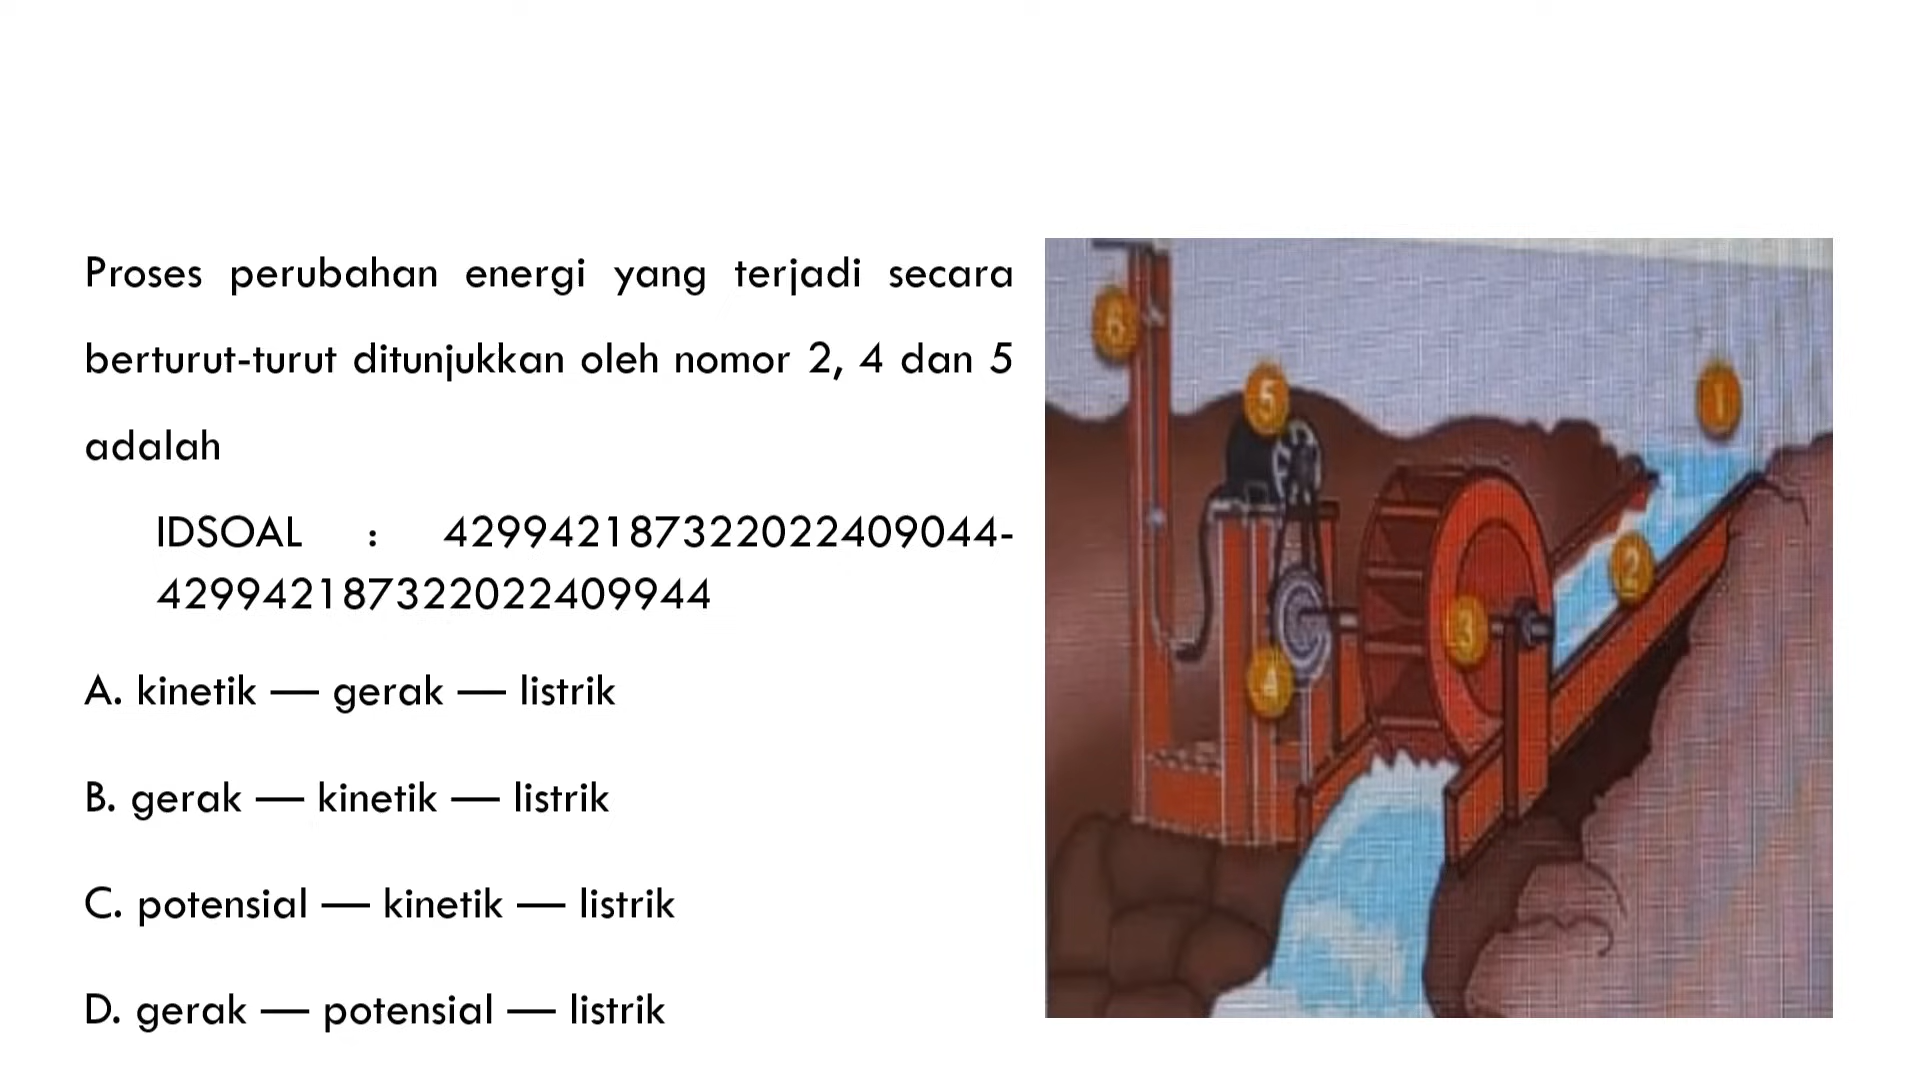 Proses perubahan energi yang terjadi secara
berturut-turut ditunjukkan oleh nomor 2, 4 dan 5
adalah
IDSOAL : 429942187322022409044-
429942187322022409944
A. kinetik — gerak — listrik
B. gerak — kinetik — listrik
C. potensial — kinetik — listrik
D. gerak — potensial — listrik
6
5
1
2
3
4